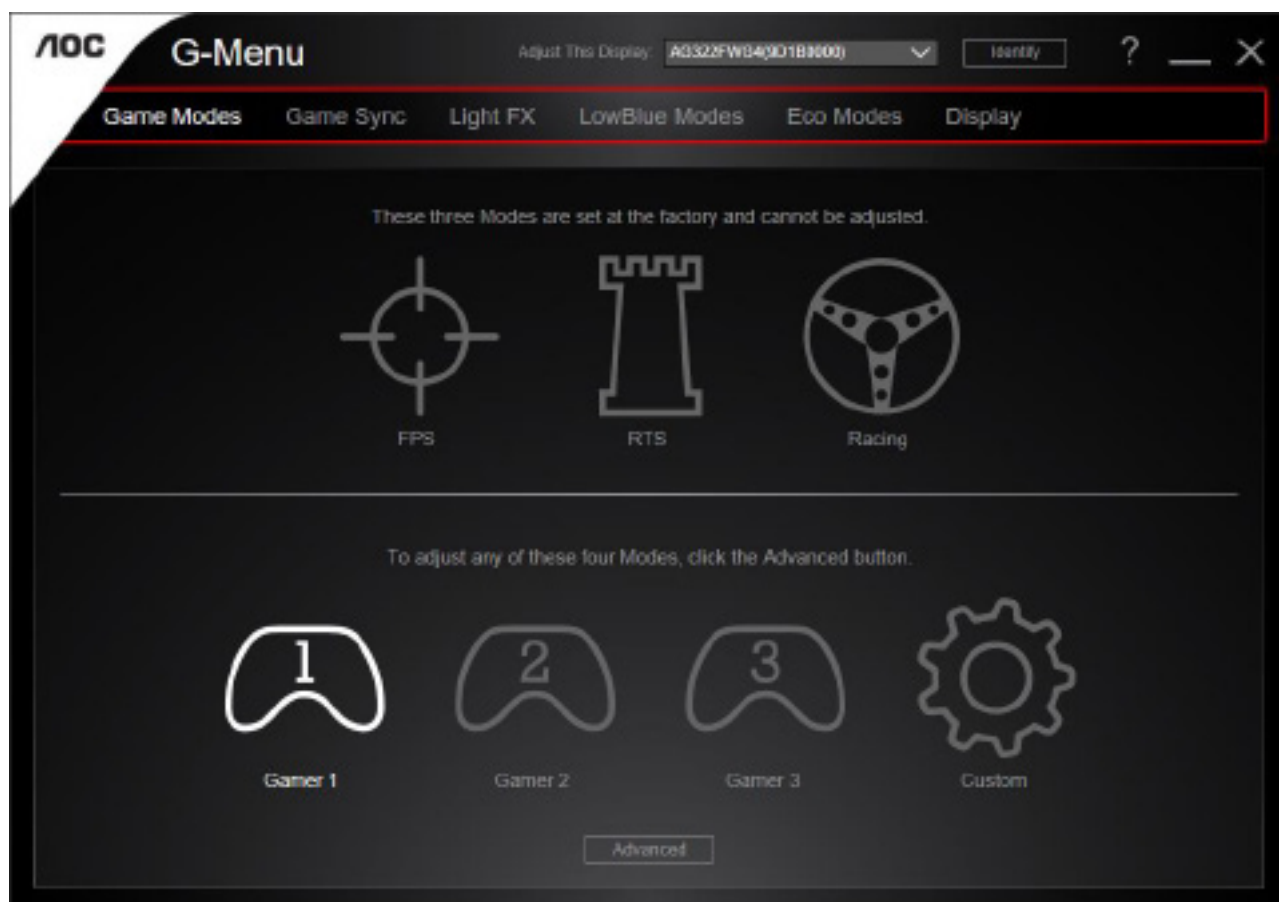 AOC G-Menu Adjust This Display: AG322FWG4(9D1B0000) Identify ?
Game Modes Game Sync Light FX LowBlue Modes Eco Modes Display
These three Modes are set at the factory and cannot be adjusted.
FPS RTS Racing
To adjust any of these four Modes, click the Advanced button.
1 2 3
Gamer 1 Gamer 2 Gamer 3 Custom
Advanced